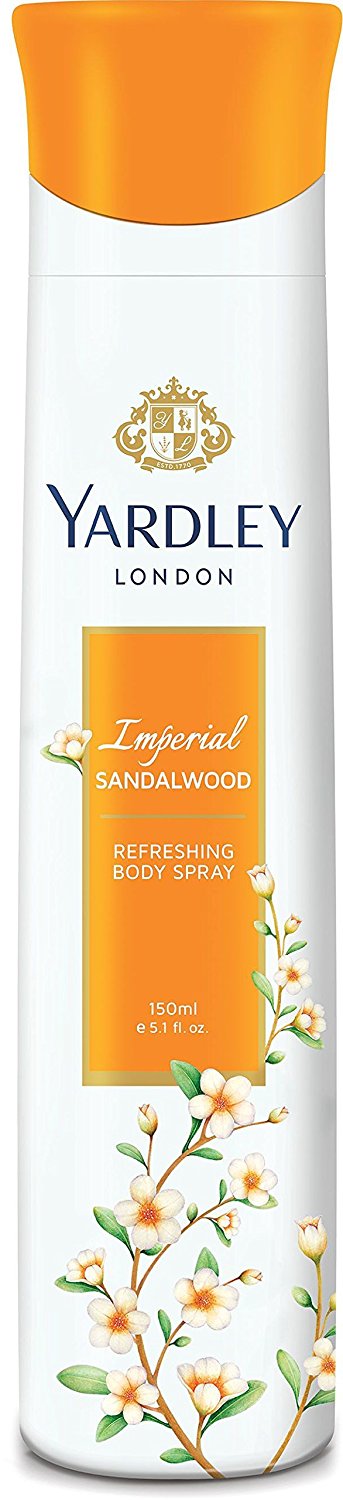 Y L
ESTD.1770
YARDLEY
LONDON
Imperial
SANDALWOOD
REFRESHING
BODY SPRAY
150ml
e 5.1 fl. oz.